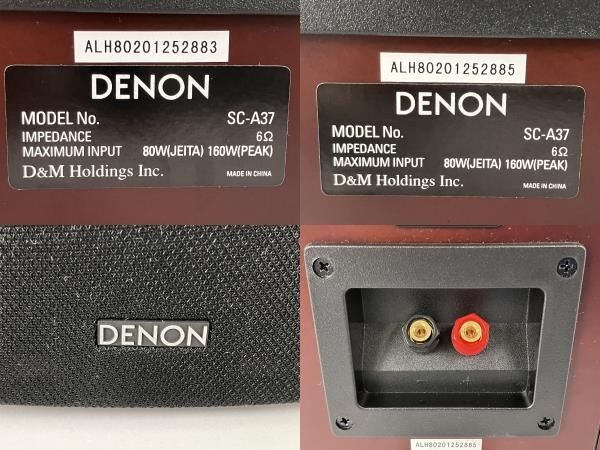 ALH80201252883
DENON
MODEL No. SC-A37
IMPEDANCE 6Ω
MAXIMUM INPUT 80W(JEITA) 160W(PEAK)
D&M Holdings Inc. MADE IN CHINA
ALH80201252885
DENON
MODEL No. SC-A37
IMPEDANCE 6Ω
MAXIMUM INPUT 80W(JEITA) 160W(PEAK)
D&M Holdings Inc. MADE IN CHINA
DENON
ALH80201252885